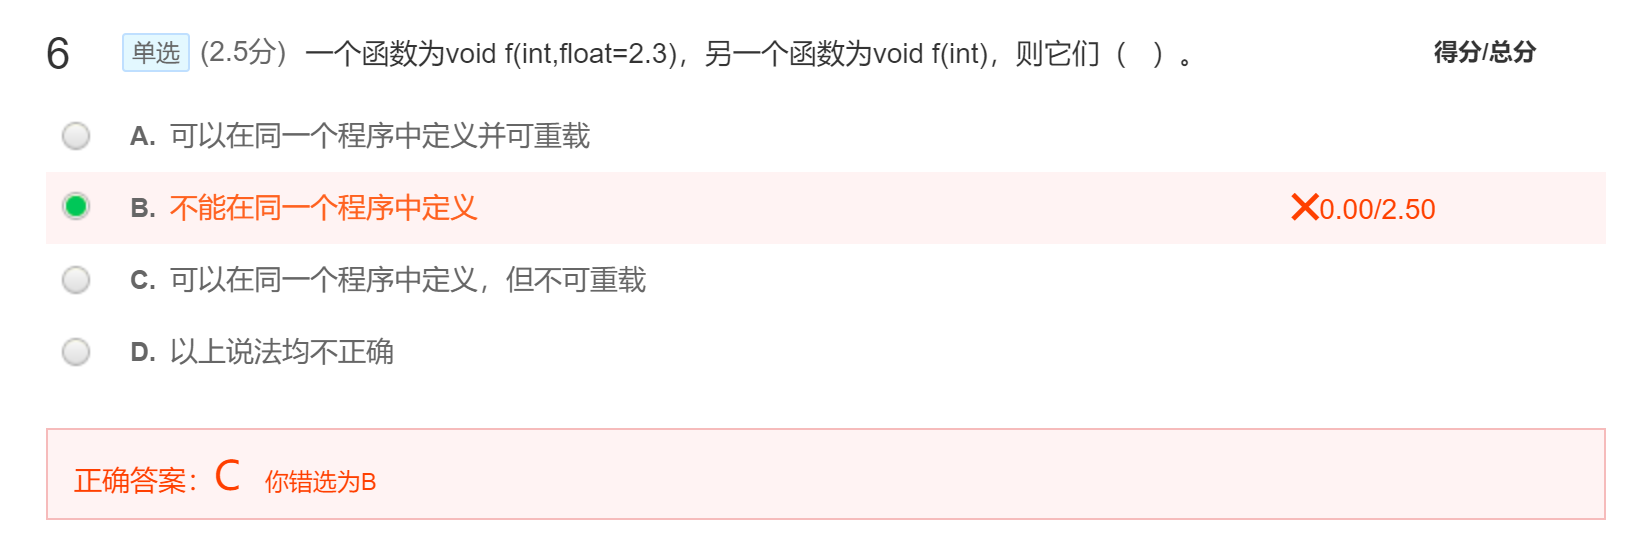 6 单选 (2.5分) 一个函数为void f(int,float=2.3)，另一个函数为void f(int)，则它们（　）。 得分/总分
A. 可以在同一个程序中定义并可重载
B. 不能在同一个程序中定义 ×0.00/2.50
C. 可以在同一个程序中定义，但不可重载
D. 以上说法均不正确
正确答案：C 你错选为B